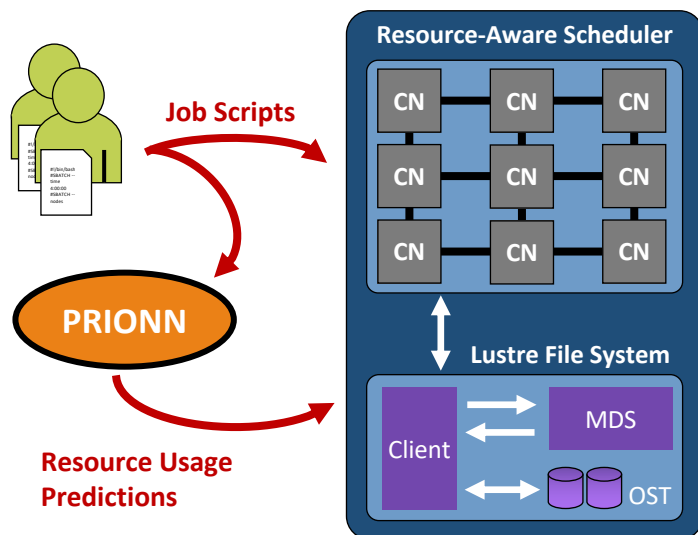 Resource-Aware Scheduler
Job Scripts
CN CN CN
CN CN CN
CN CN CN
#!/bin/bash
#SBATCH --
time
4:00:00
#SBATCH --
nodes
PRIONN
Lustre File System
Client
MDS
OST
Resource Usage
Predictions